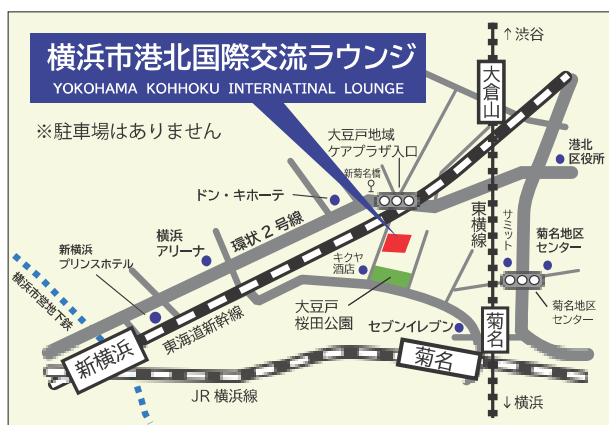 横浜市港北国際交流ラウンジ
YOKOHAMA KOHHOKU INTERNATINAL LOUNGE
※駐車場はありません
↑渋谷
大倉山
港北
区役所
大豆戸地域
ケアプラザ入口
新菊名橋
ドン・キホーテ
環状2号線
横浜
アリーナ
新横浜
プリンスホテル
横浜市営地下鉄
東海道新幹線
キクヤ
酒店
大豆戸
桜田公園
東横線
サミット
菊名地区
センター
菊名地区
センター
セブンイレブン
菊名
菊名
新横浜
JR横浜線
↓横浜